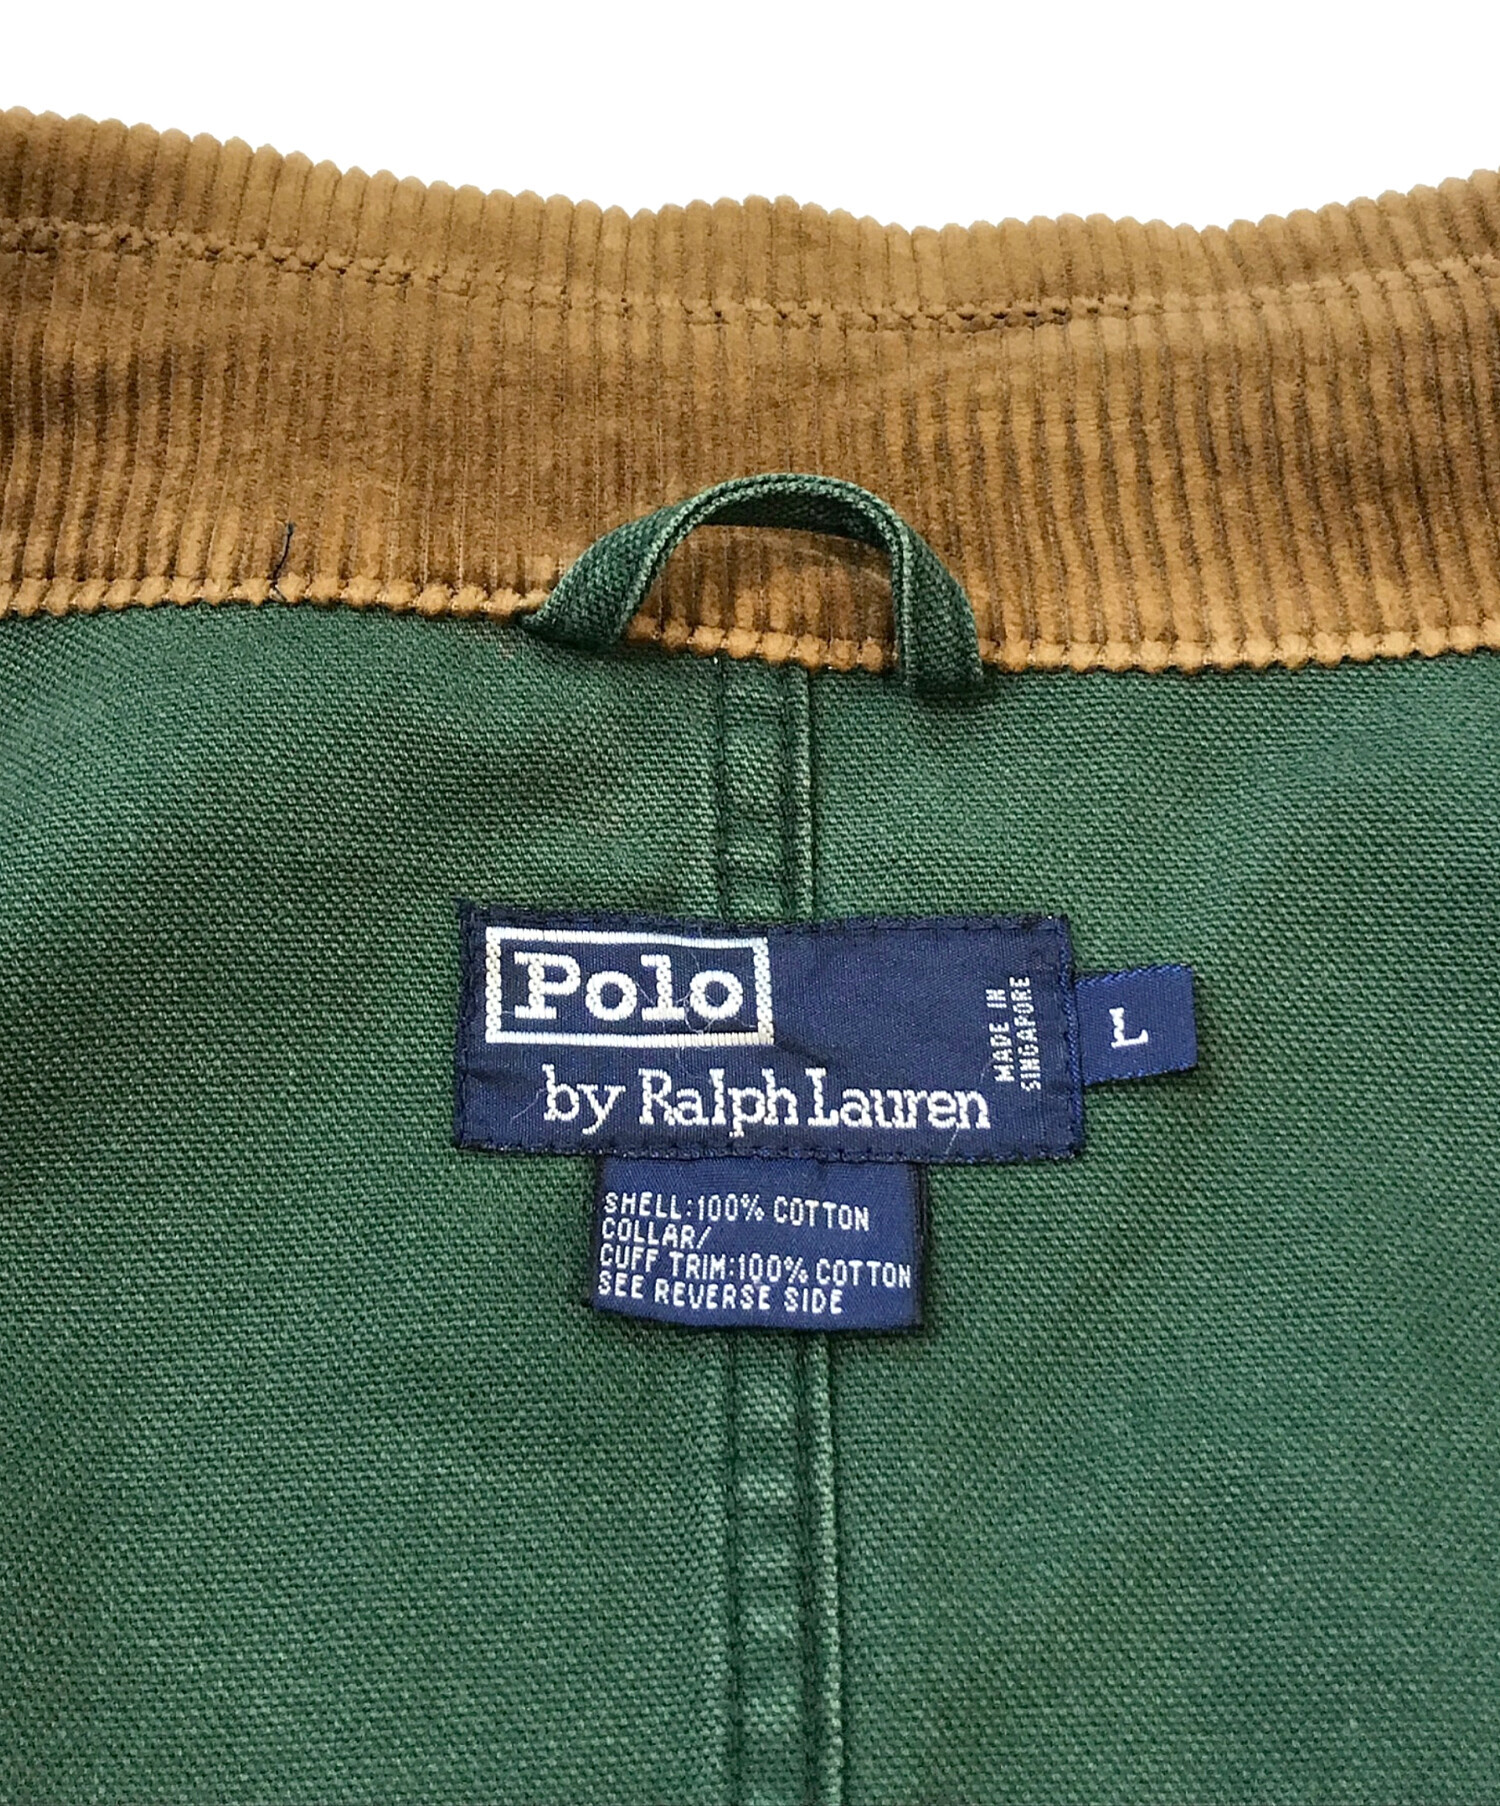 Polo
by Ralph Lauren
MADE IN
SINGAPORE
L
SHELL:100% COTTON
COLLAR/
CUFF TRIM:100% COTTON
SEE REVERSE SIDE